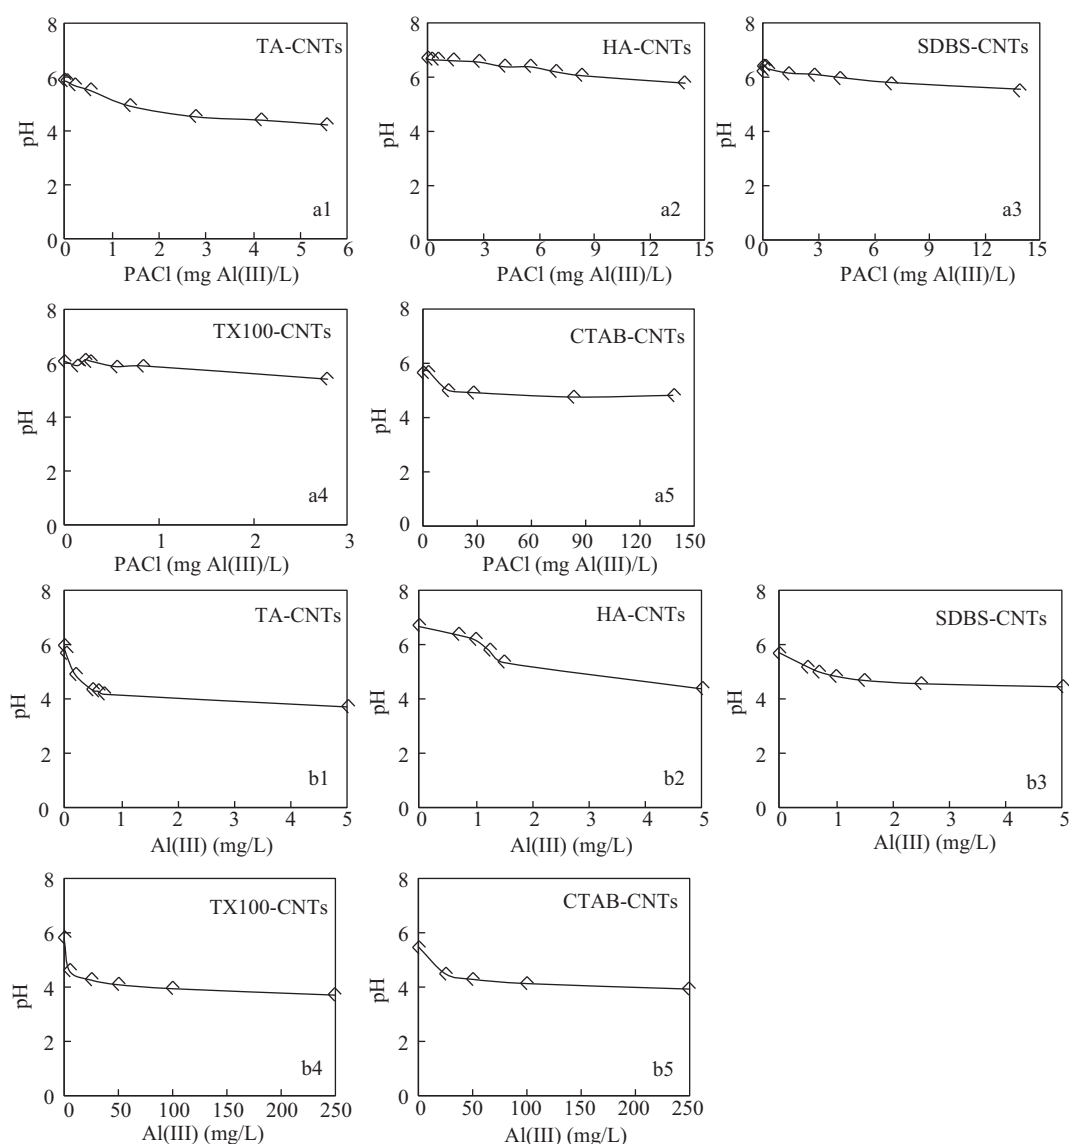 8
6
4
2
0
pH
TA-CNTs
a1
0 1 2 3 4 5 6
PACl (mg Al(III)/L)
8
6
4
2
0
pH
HA-CNTs
a2
0 3 6 9 12 15
PACl (mg Al(III)/L)
8
6
4
2
0
pH
SDBS-CNTs
a3
0 3 6 9 12 15
PACl (mg Al(III)/L)
8
6
4
2
0
pH
TX100-CNTs
a4
0 1 2 3
PACl (mg Al(III)/L)
8
6
4
2
0
pH
CTAB-CNTs
a5
0 30 60 90 120 150
PACl (mg Al(III)/L)
8
6
4
2
0
pH
TA-CNTs
b1
0 1 2 3 4 5
Al(III) (mg/L)
8
6
4
2
0
pH
HA-CNTs
b2
0 1 2 3 4 5
Al(III) (mg/L)
8
6
4
2
0
pH
SDBS-CNTs
b3
0 1 2 3 4 5
Al(III) (mg/L)
8
6
4
2
0
pH
TX100-CNTs
b4
0 50 100 150 200 250
Al(III) (mg/L)
8
6
4
2
0
pH
CTAB-CNTs
b5
0 50 100 150 200 250
Al(III) (mg/L)